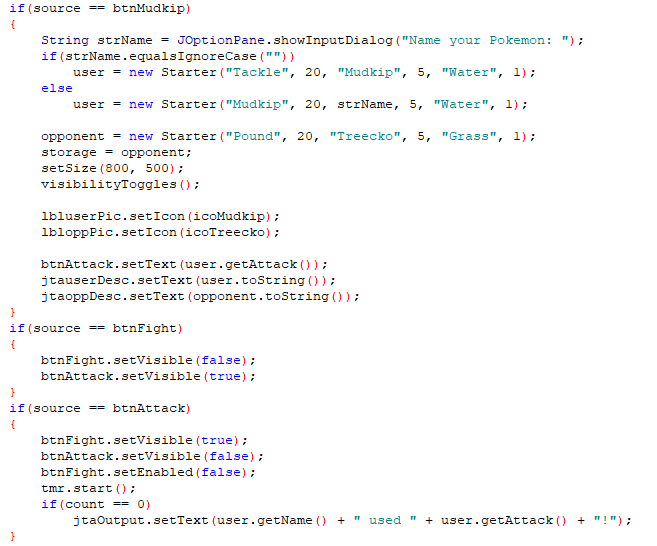 if(source == btnMudkip)
{
    String strName = JOptionPane.showInputDialog("Name your Pokemon: ");
    if(strName.equalsIgnoreCase(""))
        user = new Starter("Tackle", 20, "Mudkip", 5, "Water", 1);
    else
        user = new Starter("Mudkip", 20, strName, 5, "Water", 1);

    opponent = new Starter("Pound", 20, "Treecko", 5, "Grass", 1);
    storage = opponent;
    setSize(800, 500);
    visibilityToggles();

    lbluserPic.setIcon(icoMudkip);
    lbloppPic.setIcon(icoTreecko);

    btnAttack.setText(user.getAttack());
    jtauserDesc.setText(user.toString());
    jtaoppDesc.setText(opponent.toString());
}
if(source == btnFight)
{
    btnFight.setVisible(false);
    btnAttack.setVisible(true);
}
if(source == btnAttack)
{
    btnFight.setVisible(true);
    btnAttack.setVisible(false);
    btnFight.setEnabled(false);
    tmr.start();
    if(count == 0)
        jtaOutput.setText(user.getName() + " used " + user.getAttack() + "!");
}